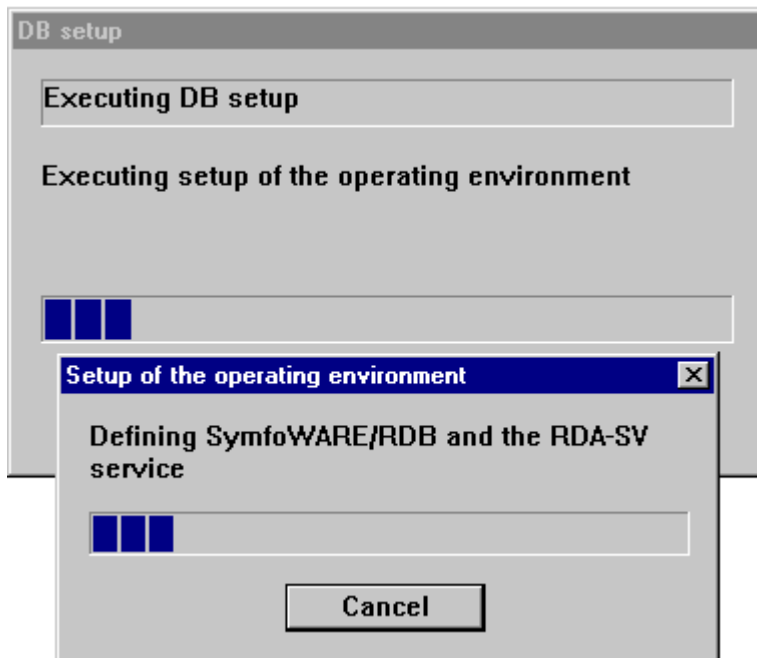 DB setup
Executing DB setup
Executing setup of the operating environment
Setup of the operating environment
Defining SymfoWARE/RDB and the RDA-SV
service
Cancel